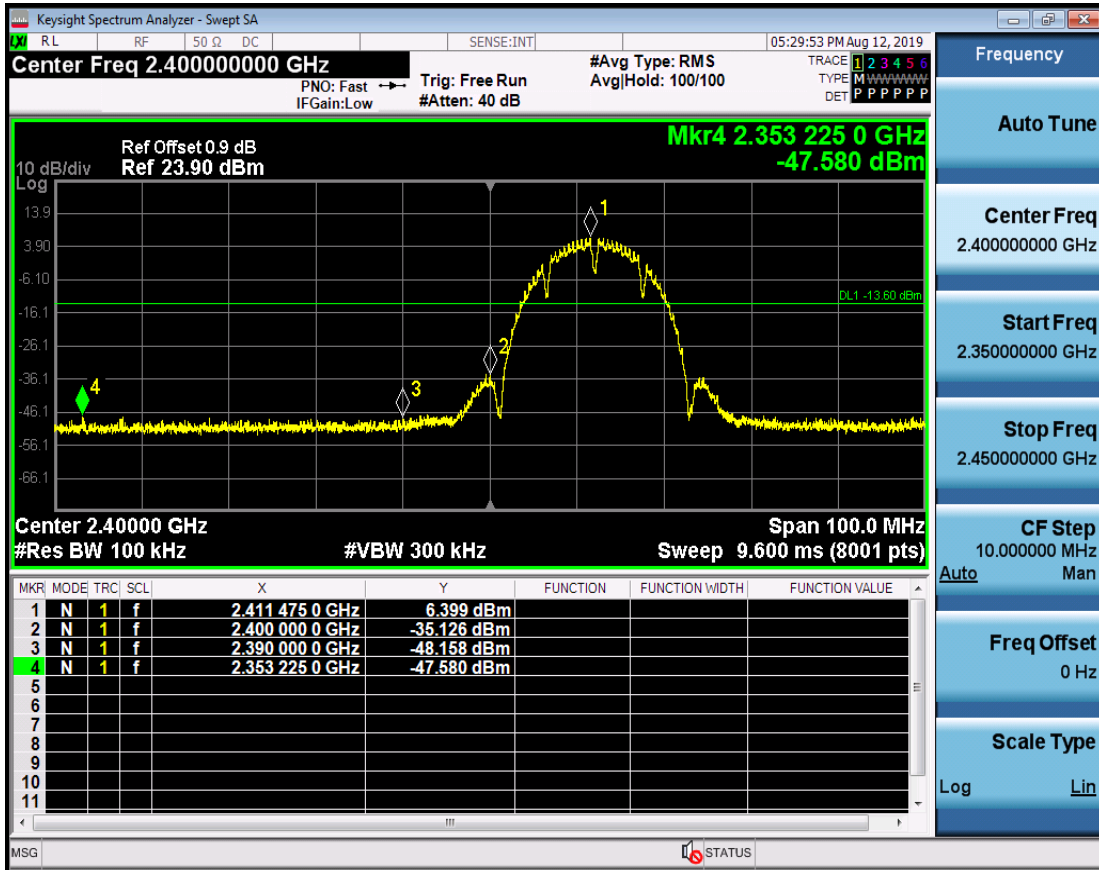 Keysight Spectrum Analyzer - Swept SA
LXI RL RF 50 Ω DC SENSE:INT 05:29:53 PM Aug 12, 2019
Center Freq 2.400000000 GHz
PNO: Fast
IFGain:Low
Trig: Free Run
#Atten: 40 dB
#Avg Type: RMS
Avg|Hold: 100/100
TRACE 1 2 3 4 5 6
TYPE M WWWWW
DET P P P P P P
Mkr4 2.353 225 0 GHz
-47.580 dBm
Ref Offset 0.9 dB
10 dB/div Ref 23.90 dBm
Log
13.9
3.90
-6.10
-16.1
-26.1
-36.1
-46.1
-56.1
-66.1
1
2
3
4
DL1 -13.60 dBm
Center 2.40000 GHz Span 100.0 MHz
#Res BW 100 kHz #VBW 300 kHz Sweep 9.600 ms (8001 pts)
MKR MODE TRC SCL X Y FUNCTION FUNCTION WIDTH FUNCTION VALUE
1 N 1 f 2.411 475 0 GHz 6.399 dBm
2 N 1 f 2.400 000 0 GHz -35.126 dBm
3 N 1 f 2.390 000 0 GHz -48.158 dBm
4 N 1 f 2.353 225 0 GHz -47.580 dBm
5
6
7
8
9
10
11
MSG STATUS
Frequency
Auto Tune
Center Freq
2.400000000 GHz
Start Freq
2.350000000 GHz
Stop Freq
2.450000000 GHz
CF Step
10.000000 MHz
Auto Man
Freq Offset
0 Hz
Scale Type
Log Lin